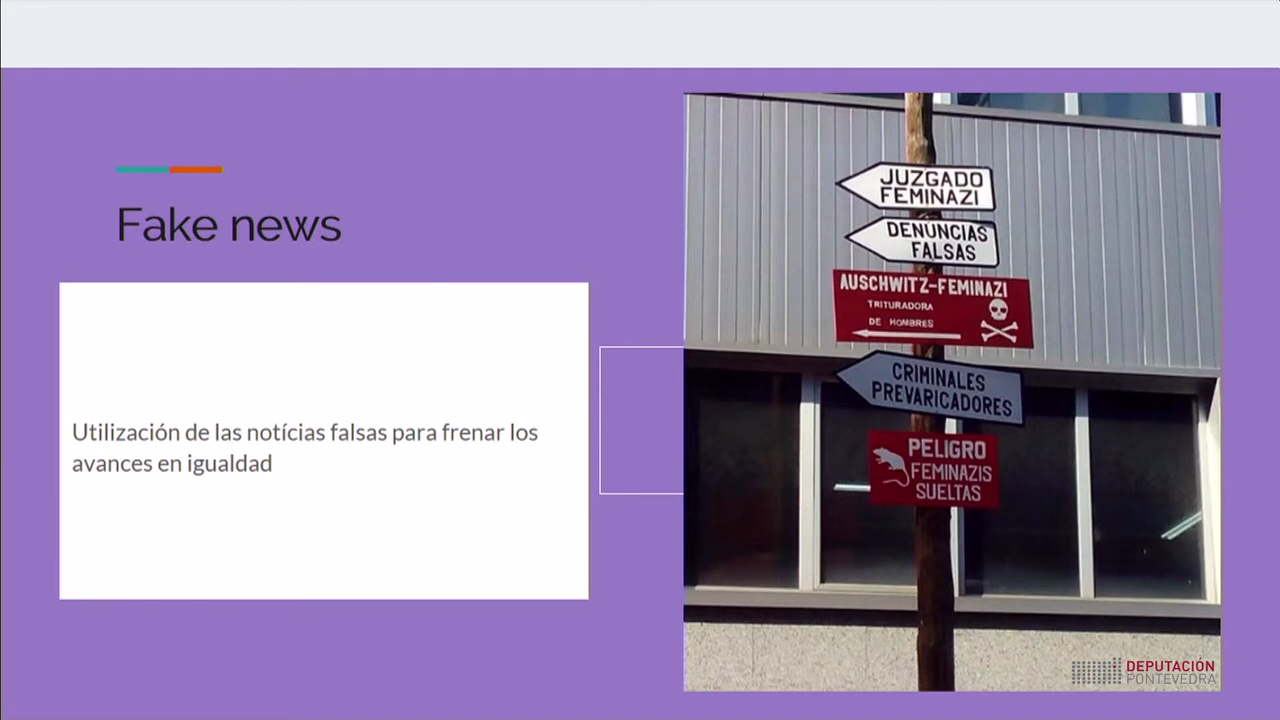 Fake news
Utilización de las notícias falsas para frenar los
avances en igualdad
JUZGADO
FEMINAZI
DENUNCIAS
FALSAS
AUSCHWITZ-FEMINAZI
TRITURADORA
DE HOMBRES
CRIMINALES
PREVARICADORES
PELIGRO
FEMINAZIS
SUELTAS
DEPUTACIÓN
PONTEVEDRA